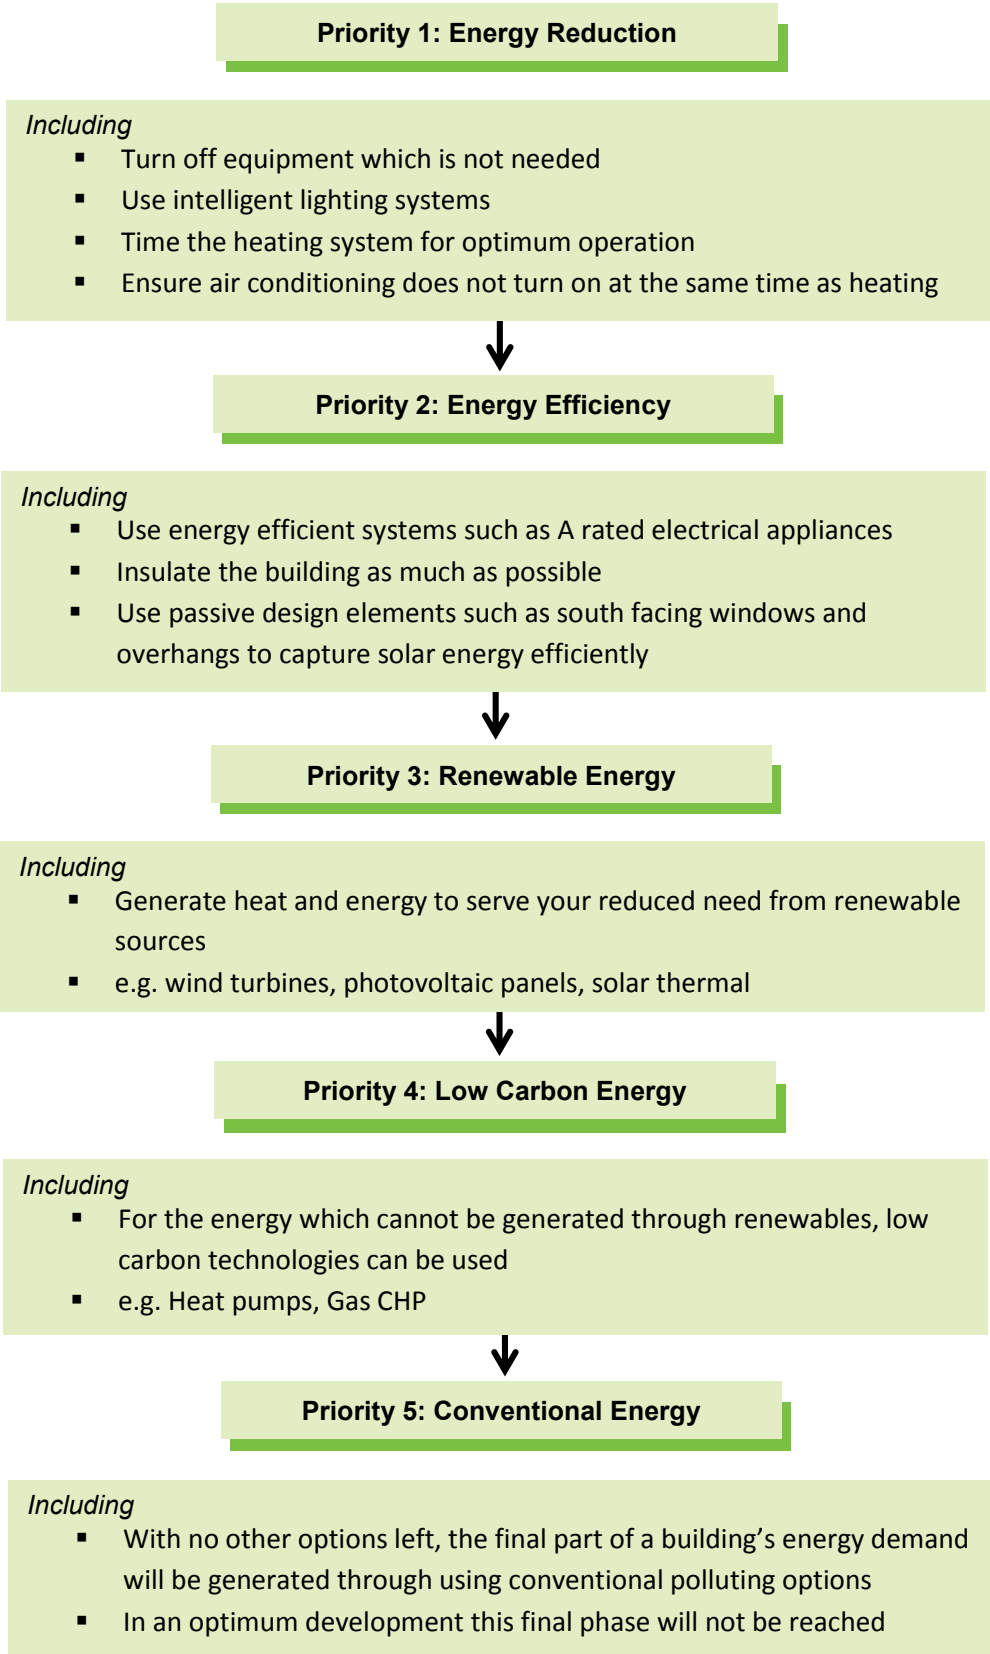 Priority 1: Energy Reduction
Including
▪ Turn off equipment which is not needed
▪ Use intelligent lighting systems
▪ Time the heating system for optimum operation
▪ Ensure air conditioning does not turn on at the same time as heating
Priority 2: Energy Efficiency
Including
▪ Use energy efficient systems such as A rated electrical appliances
▪ Insulate the building as much as possible
▪ Use passive design elements such as south facing windows and
overhangs to capture solar energy efficiently
Priority 3: Renewable Energy
Including
▪ Generate heat and energy to serve your reduced need from renewable
sources
▪ e.g. wind turbines, photovoltaic panels, solar thermal
Priority 4: Low Carbon Energy
Including
▪ For the energy which cannot be generated through renewables, low
carbon technologies can be used
▪ e.g. Heat pumps, Gas CHP
Priority 5: Conventional Energy
Including
▪ With no other options left, the final part of a building’s energy demand
will be generated through using conventional polluting options
▪ In an optimum development this final phase will not be reached